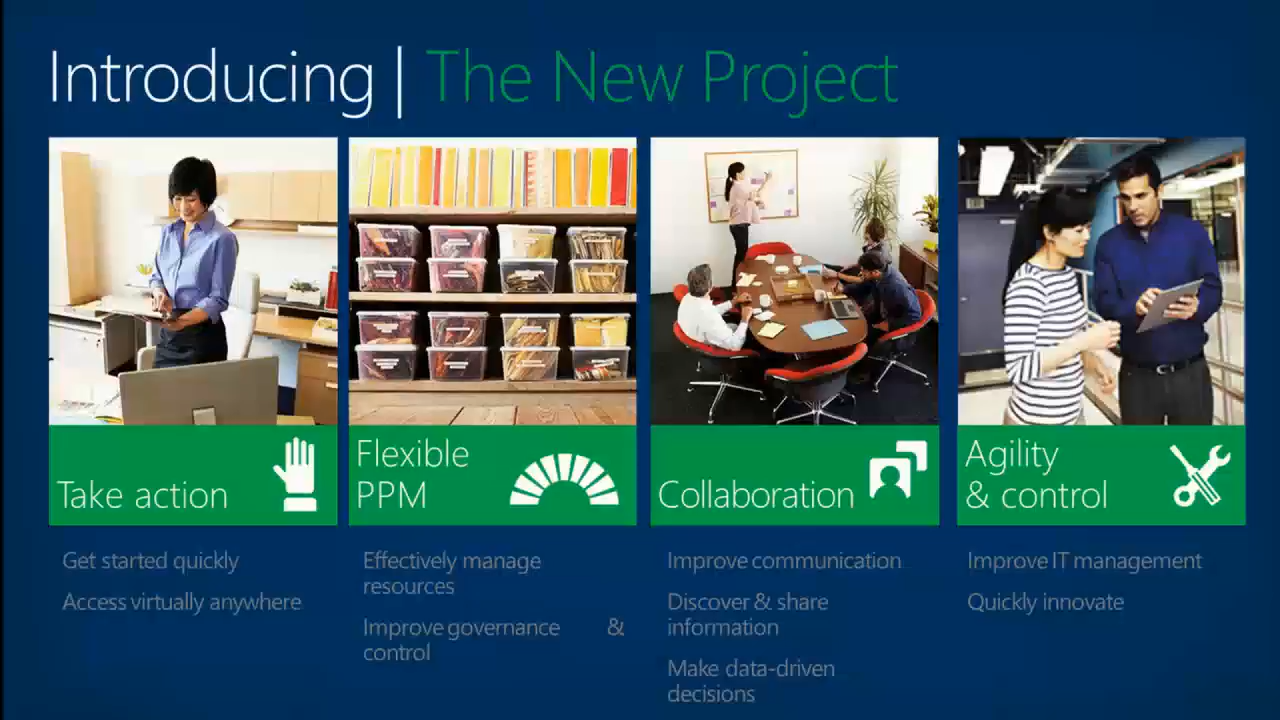 Introducing | The New Project
Take action
Get started quickly
Access virtually anywhere
Flexible
PPM
Effectively manage
resources
Improve governance &
control
Collaboration
Improve communication
Discover & share
information
Make data-driven
decisions
Agility
& control
Improve IT management
Quickly innovate